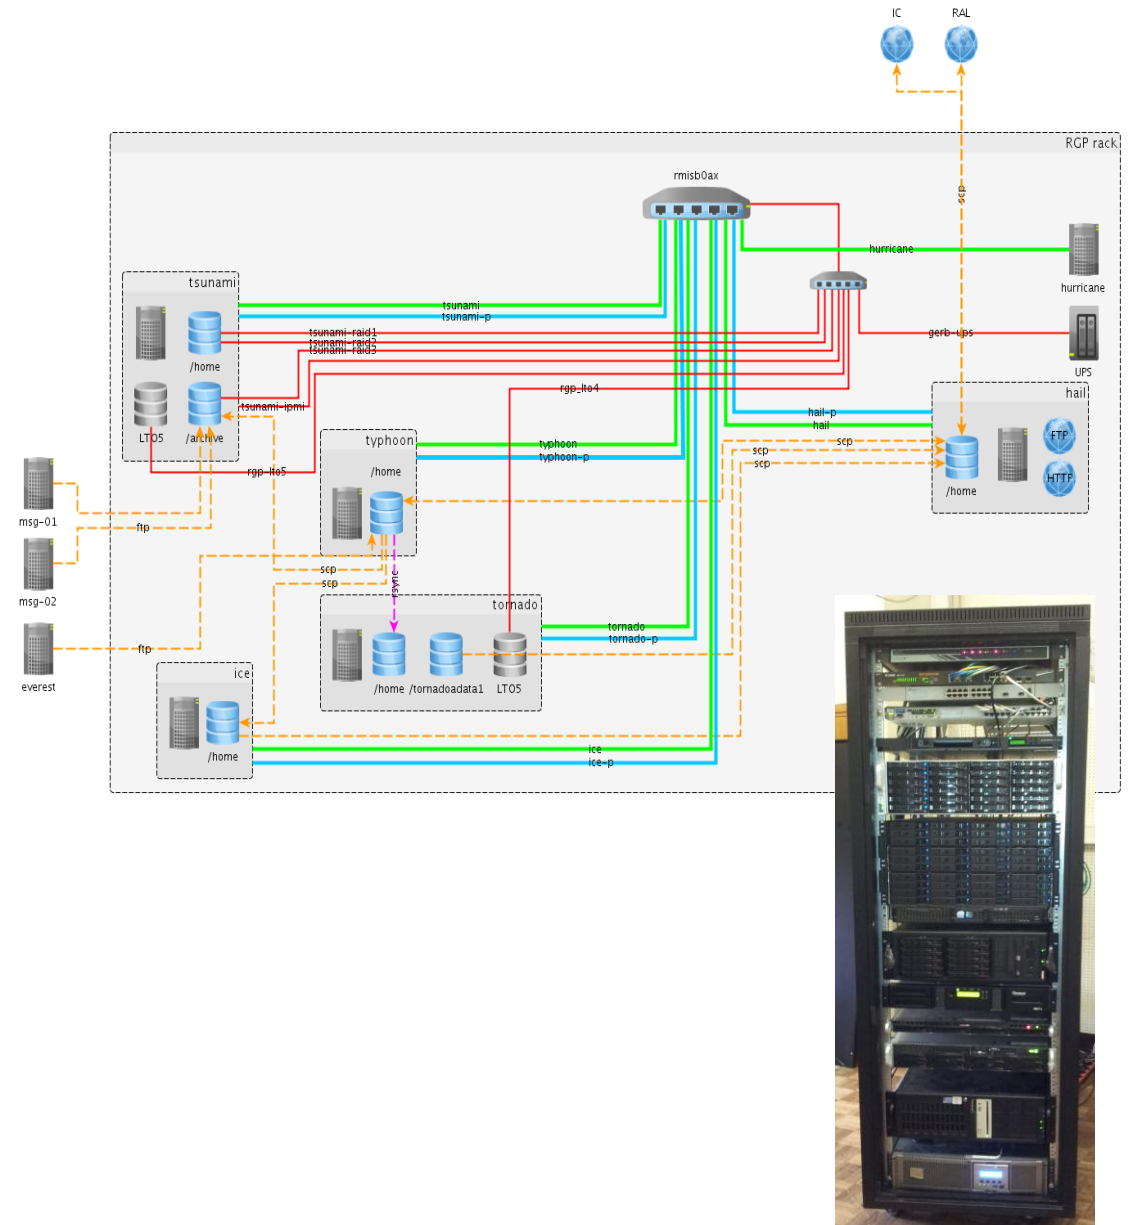 IC
RAL
RGP rack
rmisb0ax
scp
hurricane
hurricane
tsunami
tsunami
tsunami-p
tsunami-raid1
tsunami-raid2
tsunami-raid3
gerb-ups
UPS
/home
rgp_lto4
hail
tsunami-ipmi
hail-p
hail
LTO5
/archive
typhoon
typhoon
scp
FTP
scp
typhoon-p
scp
/home
rgp-lto5
HTTP
/home
msg-01
ftp
scp
scp
rsync
msg-02
tornado
tornado
tornado-p
ftp
ice
everest
/home
/tornadoadata1
LTO5
/home
ice
ice-p